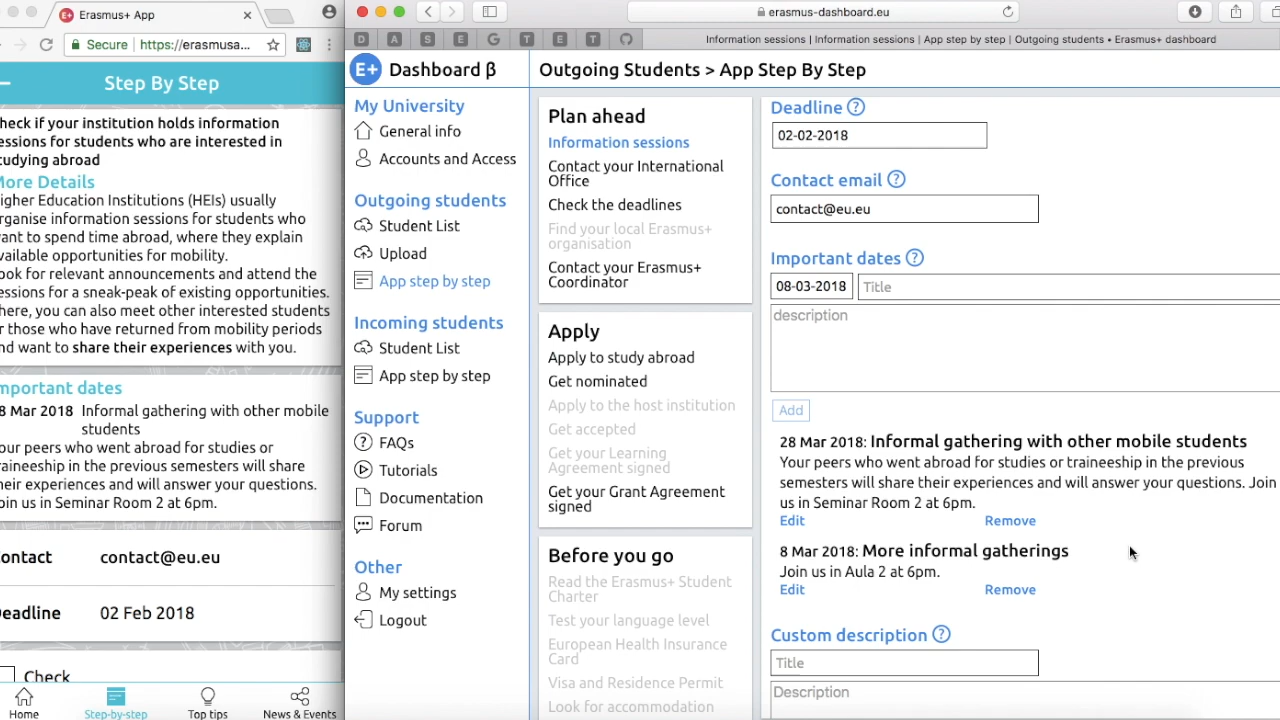 Erasmus+ App
Secure
https://erasmusa...
Step By Step
heck if your institution holds information
essions for students who are interested in
tudying abroad
More Details
igher Education Institutions (HEIs) usually
rganise information sessions for students who
ant to spend time abroad, where they explain
vailable opportunities for mobility.
ook for relevant announcements and attend the
essions for a sneak-peak of existing opportunities.
here, you can also meet other interested students
r those who have returned from mobility periods
nd want to share their experiences with you.
mportant dates
8 Mar 2018 Informal gathering with other mobile
students
our peers who went abroad for studies or
raineeship in the previous semesters will share
heir experiences and will answer your questions.
oin us in Seminar Room 2 at 6pm.
ontact contact@eu.eu
eadline 02 Feb 2018
Check
Home
Step-by-step
Top tips
News & Events
erasmus-dashboard.eu
D A S E G T E T
Information sessions | Information sessions | App step by step | Outgoing students • Erasmus+ dashboard
E+ Dashboard β
Outgoing Students > App Step By Step
My University
General info
Accounts and Access
Outgoing students
Student List
Upload
App step by step
Incoming students
Student List
App step by step
Support
FAQs
Tutorials
Documentation
Forum
Other
My settings
Logout
Plan ahead
Information sessions
Contact your International
Office
Check the deadlines
Find your local Erasmus+
organisation
Contact your Erasmus+
Coordinator
Apply
Apply to study abroad
Get nominated
Apply to the host institution
Get accepted
Get your Learning
Agreement signed
Get your Grant Agreement
signed
Before you go
Read the Erasmus+ Student
Charter
Test your language level
European Health Insurance
Card
Visa and Residence Permit
Look for accommodation
Deadline ?
02-02-2018
Contact email ?
contact@eu.eu
Important dates ?
08-03-2018 Title
description
Add
28 Mar 2018: Informal gathering with other mobile students
Your peers who went abroad for studies or traineeship in the previous
semesters will share their experiences and will answer your questions. Join
us in Seminar Room 2 at 6pm.
Edit Remove
8 Mar 2018: More informal gatherings
Join us in Aula 2 at 6pm.
Edit Remove
Custom description ?
Title
Description